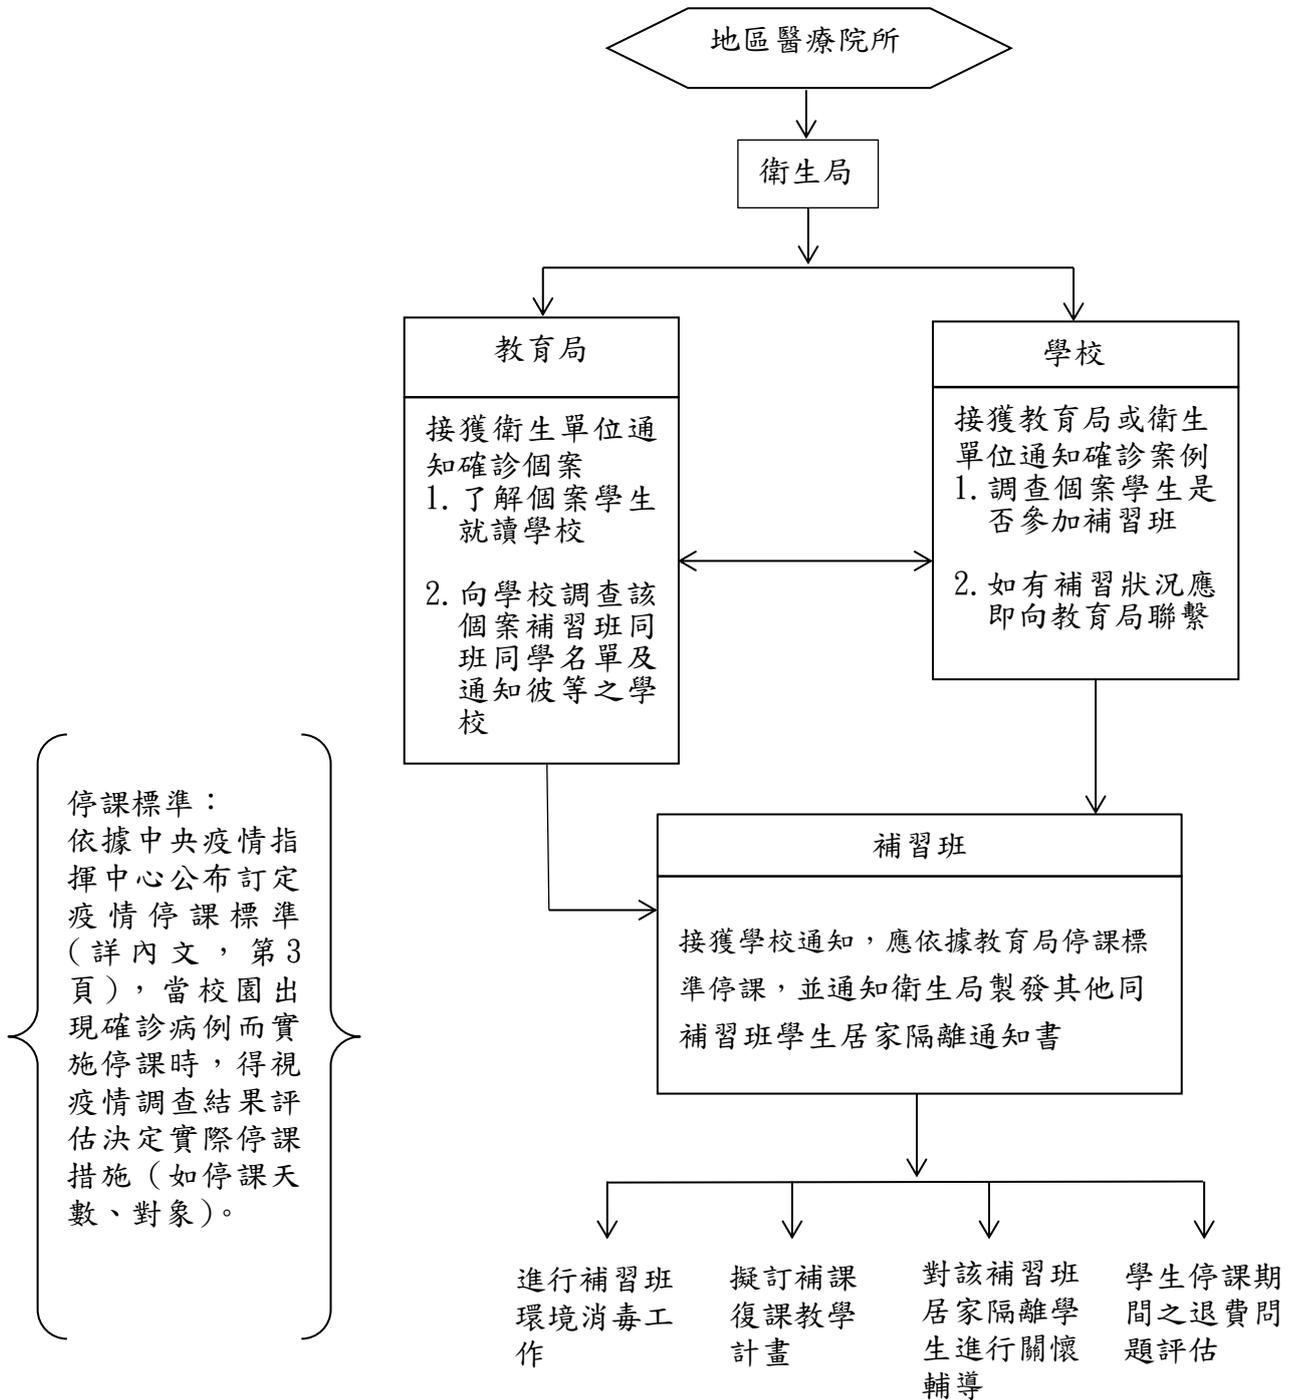 地區醫療院所
衛生局
教育局
接獲衛生單位通
知確診個案
1. 了解個案學生
就讀學校
2. 向學校調查該
個案補習班同
班同學名單及
通知彼等之學
校
學校
接獲教育局或衛生
單位通知確診案例
1. 調查個案學生是
否參加補習班
2. 如有補習狀況應
即向教育局聯繫
停課標準：
依據中央疫情指
揮中心公布訂定
疫情停課標準
(詳內文，第3
頁)，當校園出
現確診病例而實
施停課時，得視
疫情調查結果評
估決定實際停課
措施（如停課天
數、對象）。
補習班
接獲學校通知，應依據教育局停課標
準停課，並通知衛生局製發其他同
補習班學生居家隔離通知書
進行補習班
環境消毒工
作
擬訂補課
復課教學
計畫
對該補習班
居家隔離學
生進行關懷
輔導
學生停課期
間之退費問
題評估